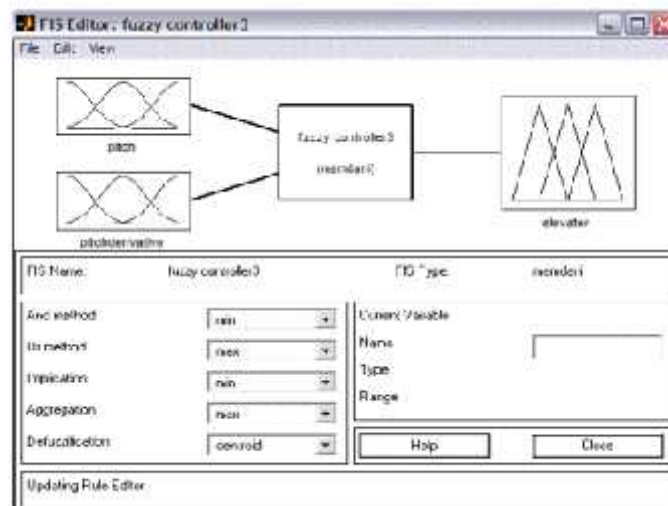 FIS Editor: fuzzy controller3
File Edit View
pitch
fuzzy controller3
(mamdani)
pitchderivative
elevator
FIS Name: fuzzy controller3 FIS Type: mamdani
And method min
Or method max
Implication min
Aggregation max
Defuzzification centroid
Current Variable
Name
Type
Range
Help Close
Updating Rule Editor